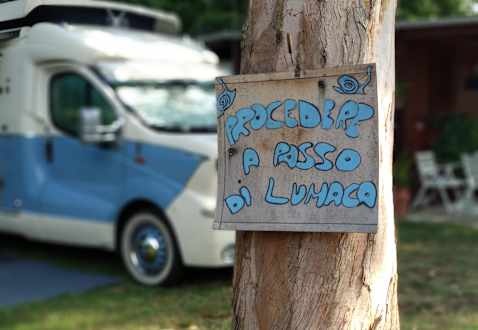 PROCEDERE
A PASSO
DI LUMACA